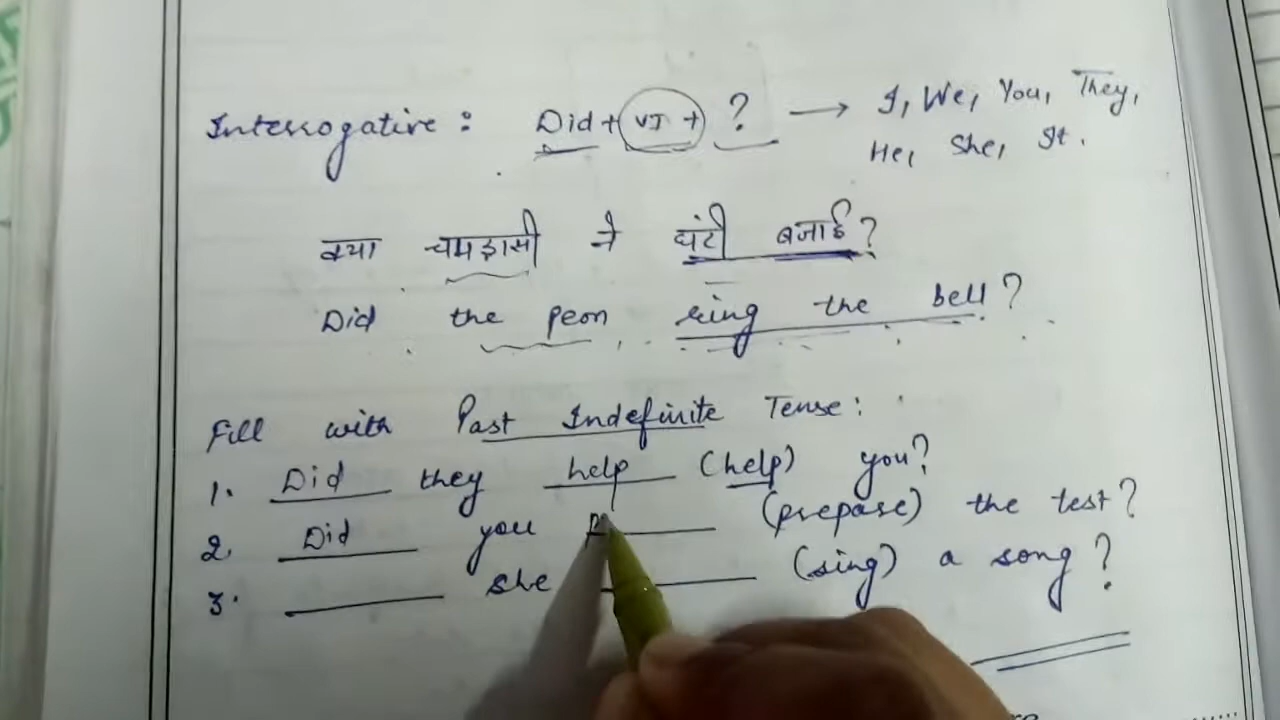 Interrogative : Did + VI + ? → I, We, You, They,
He, She, It.
क्या चपड़ासी ने घंटी बजाई ?
Did the peon ring the bell ?
Fill with Past Indefinite Tense :
1. Did they help (help) you?
2. Did you p (prepare) the test?
3. ______ she ______ (sing) a song?